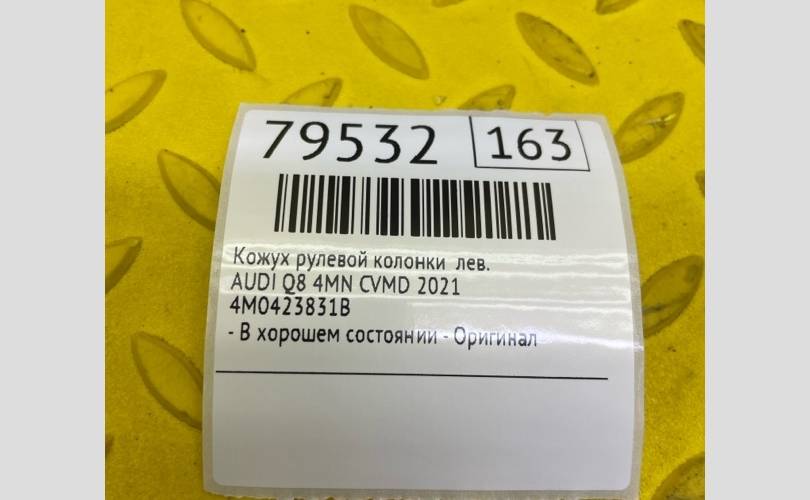 79532 163
Кожух рулевой колонки лев.
AUDI Q8 4MN CVMD 2021
4M0423831B
- В хорошем состоянии - Оригинал